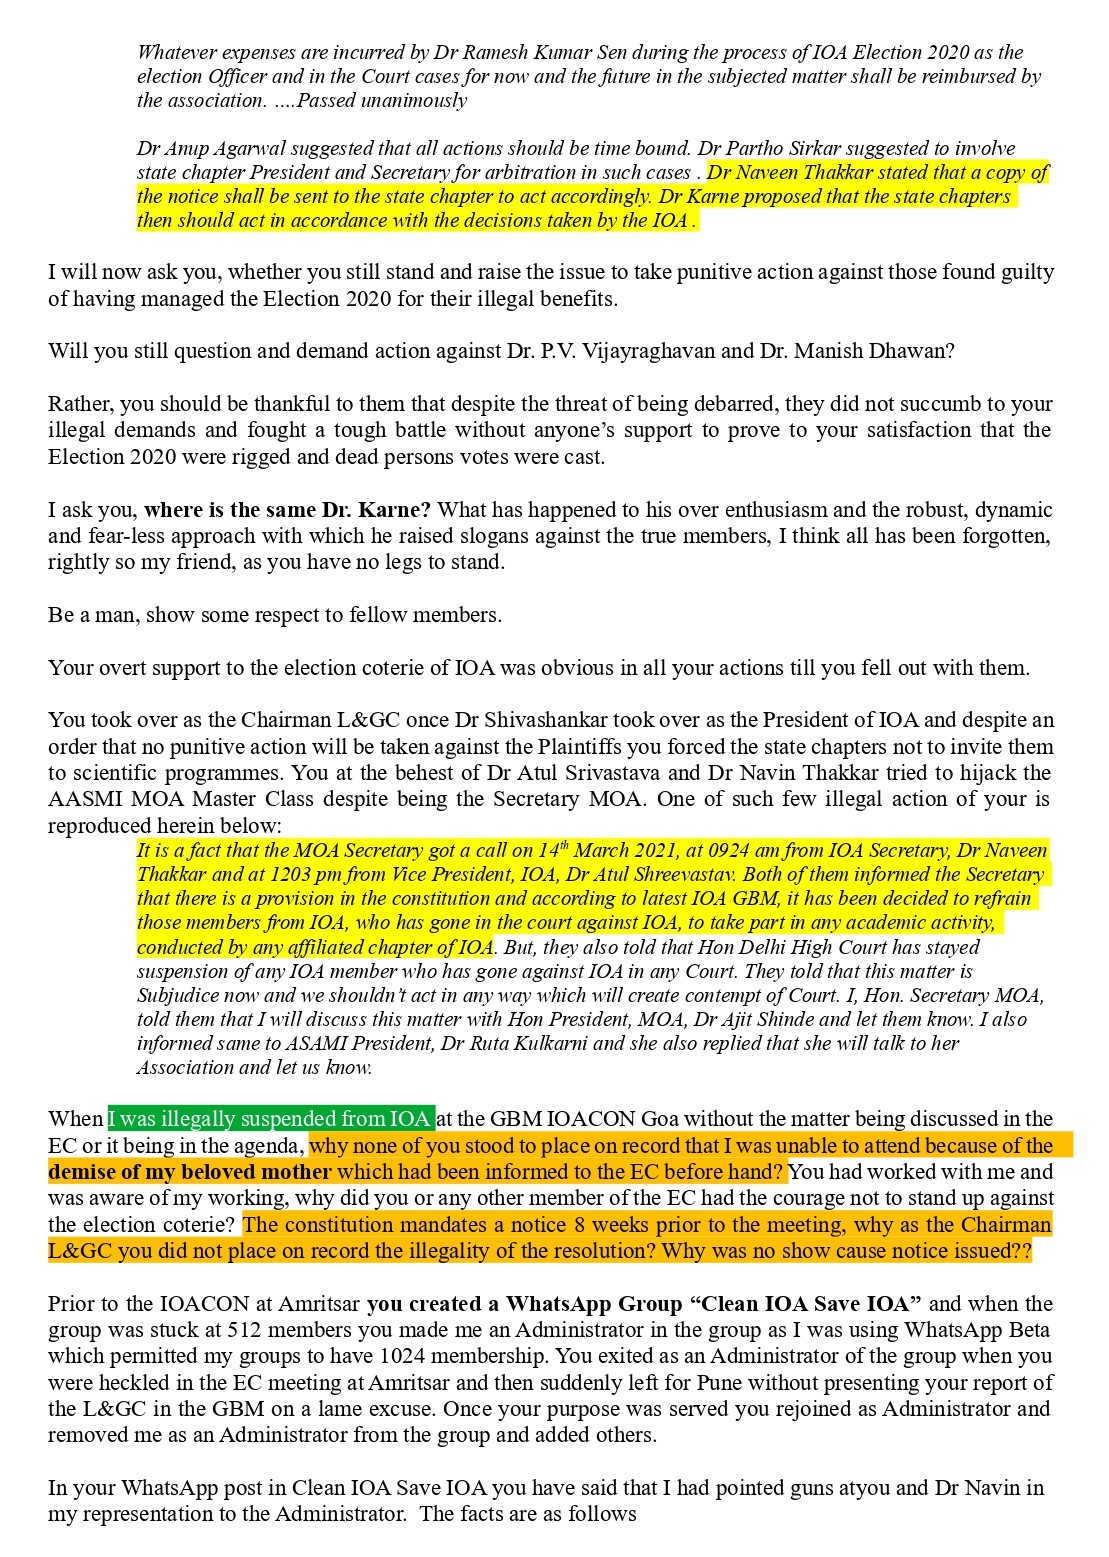 Whatever expenses are incurred by Dr Ramesh Kumar Sen during the process of IOA Election 2020 as the
election Officer and in the Court cases for now and the future in the subjected matter shall be reimbursed by
the association. ….Passed unanimously
Dr Anup Agarwal suggested that all actions should be time bound. Dr Partho Sirkar suggested to involve
state chapter President and Secretary for arbitration in such cases . Dr Naveen Thakkar stated that a copy of
the notice shall be sent to the state chapter to act accordingly. Dr Karne proposed that the state chapters
then should act in accordance with the decisions taken by the IOA .
I will now ask you, whether you still stand and raise the issue to take punitive action against those found guilty
of having managed the Election 2020 for their illegal benefits.
Will you still question and demand action against Dr. P.V. Vijayraghavan and Dr. Manish Dhawan?
Rather, you should be thankful to them that despite the threat of being debarred, they did not succumb to your
illegal demands and fought a tough battle without anyone’s support to prove to your satisfaction that the
Election 2020 were rigged and dead persons votes were cast.
I ask you, where is the same Dr. Karne? What has happened to his over enthusiasm and the robust, dynamic
and fear-less approach with which he raised slogans against the true members, I think all has been forgotten,
rightly so my friend, as you have no legs to stand.
Be a man, show some respect to fellow members.
Your overt support to the election coterie of IOA was obvious in all your actions till you fell out with them.
You took over as the Chairman L&GC once Dr Shivashankar took over as the President of IOA and despite an
order that no punitive action will be taken against the Plaintiffs you forced the state chapters not to invite them
to scientific programmes. You at the behest of Dr Atul Srivastava and Dr Navin Thakkar tried to hijack the
AASMI MOA Master Class despite being the Secretary MOA. One of such few illegal action of your is
reproduced herein below:
It is a fact that the MOA Secretary got a call on 14th March 2021, at 0924 am from IOA Secretary, Dr Naveen
Thakkar and at 1203 pm from Vice President, IOA, Dr Atul Shreevastav. Both of them informed the Secretary
that there is a provision in the constitution and according to latest IOA GBM, it has been decided to refrain
those members from IOA, who has gone in the court against IOA, to take part in any academic activity,
conducted by any affiliated chapter of IOA. But, they also told that Hon Delhi High Court has stayed
suspension of any IOA member who has gone against IOA in any Court. They told that this matter is
Subjudice now and we shouldn’t act in any way which will create contempt of Court. I, Hon. Secretary MOA,
told them that I will discuss this matter with Hon President, MOA, Dr Ajit Shinde and let them know. I also
informed same to ASAMI President, Dr Ruta Kulkarni and she also replied that she will talk to her
Association and let us know.
When I was illegally suspended from IOA at the GBM IOACON Goa without the matter being discussed in the
EC or it being in the agenda, why none of you stood to place on record that I was unable to attend because of the
demise of my beloved mother which had been informed to the EC before hand? You had worked with me and
was aware of my working, why did you or any other member of the EC had the courage not to stand up against
the election coterie? The constitution mandates a notice 8 weeks prior to the meeting, why as the Chairman
L&GC you did not place on record the illegality of the resolution? Why was no show cause notice issued??
Prior to the IOACON at Amritsar you created a WhatsApp Group “Clean IOA Save IOA” and when the
group was stuck at 512 members you made me an Administrator in the group as I was using WhatsApp Beta
which permitted my groups to have 1024 membership. You exited as an Administrator of the group when you
were heckled in the EC meeting at Amritsar and then suddenly left for Pune without presenting your report of
the L&GC in the GBM on a lame excuse. Once your purpose was served you rejoined as Administrator and
removed me as an Administrator from the group and added others.
In your WhatsApp post in Clean IOA Save IOA you have said that I had pointed guns atyou and Dr Navin in
my representation to the Administrator.  The facts are as follows